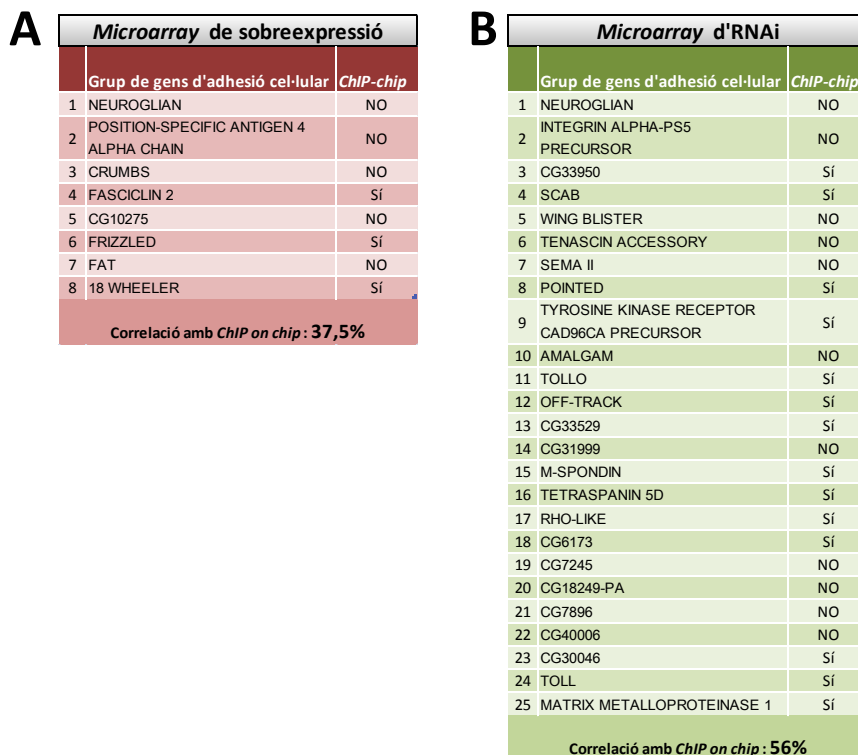 A
Microarray de sobreexpressió
Grup de gens d'adhesió cel·lular ChIP-chip
1 NEUROGLIAN NO
2 POSITION-SPECIFIC ANTIGEN 4
ALPHA CHAIN NO
3 CRUMBS NO
4 FASCICLIN 2 Sí
5 CG10275 NO
6 FRIZZLED Sí
7 FAT NO
8 18 WHEELER Sí
Correlació amb ChIP on chip : 37,5%
B
Microarray d'RNAi
Grup de gens d'adhesió cel·lular ChIP-chip
1 NEUROGLIAN NO
2 INTEGRIN ALPHA-PS5
PRECURSOR NO
3 CG33950 Sí
4 SCAB Sí
5 WING BLISTER NO
6 TENASCIN ACCESSORY NO
7 SEMA II NO
8 POINTED Sí
9 TYROSINE KINASE RECEPTOR
CAD96CA PRECURSOR Sí
10 AMALGAM NO
11 TOLLO Sí
12 OFF-TRACK Sí
13 CG33529 Sí
14 CG31999 NO
15 M-SPONDIN Sí
16 TETRASPANIN 5D Sí
17 RHO-LIKE Sí
18 CG6173 Sí
19 CG7245 NO
20 CG18249-PA NO
21 CG7896 NO
22 CG40006 NO
23 CG30046 Sí
24 TOLL Sí
25 MATRIX METALLOPROTEINASE 1 Sí
Correlació amb ChIP on chip : 56%